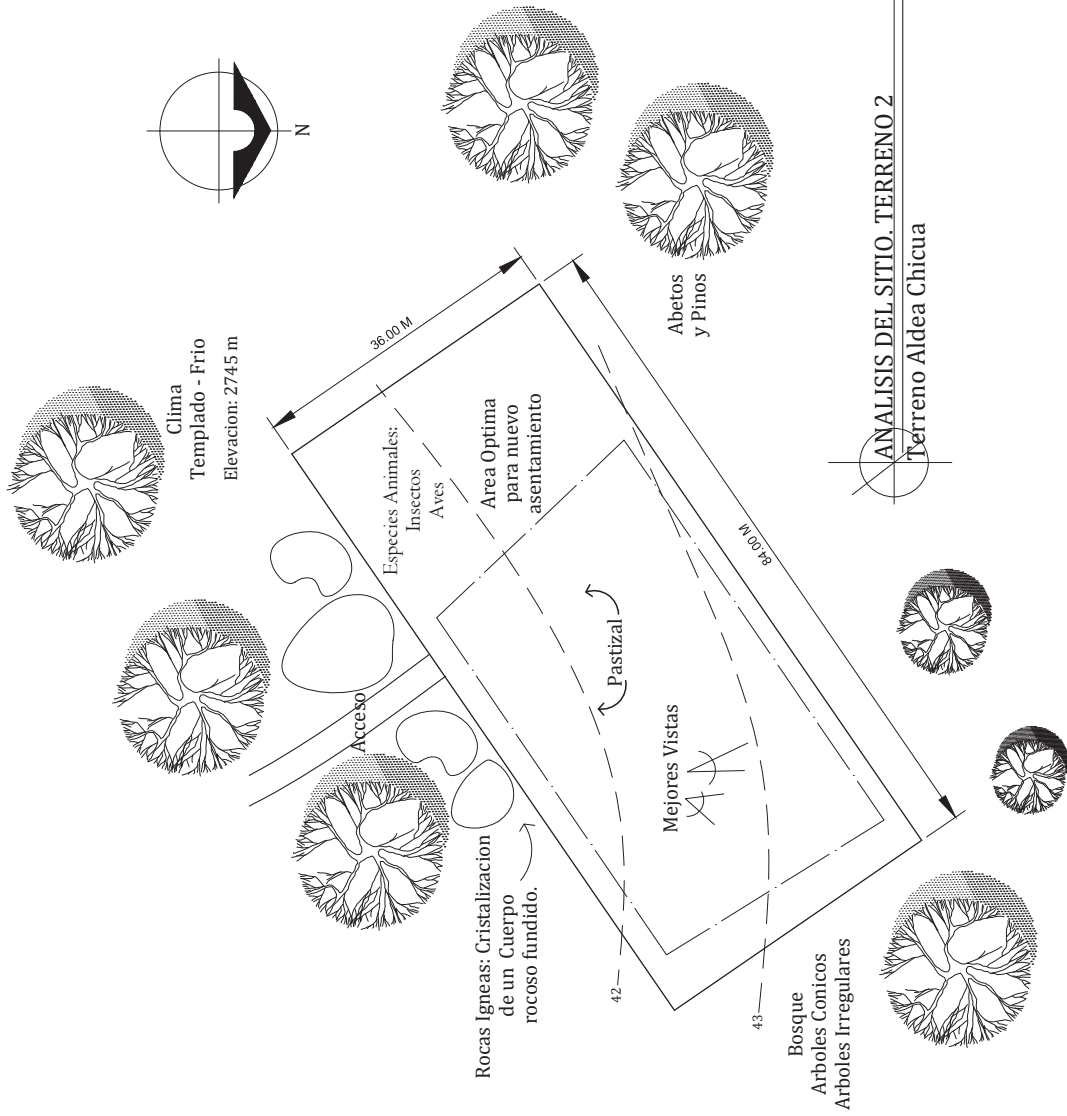 N
Clima
Templado - Frio
Elevacion: 2745 m
36.00 M
Abetos
y Pinos
Especies Animales:
Insectos
Aves
Area Optima
para nuevo
asentamiento
84.00 M
Acceso
Pastizal
Mejores Vistas
Rocas Igneas: Cristalizacion
de un Cuerpo
rocoso fundido.
42
43
Bosque
Arboles Conicos
Arboles Irregulares
ANALISIS DEL SITIO. TERRENO 2
Terreno Aldea Chicua